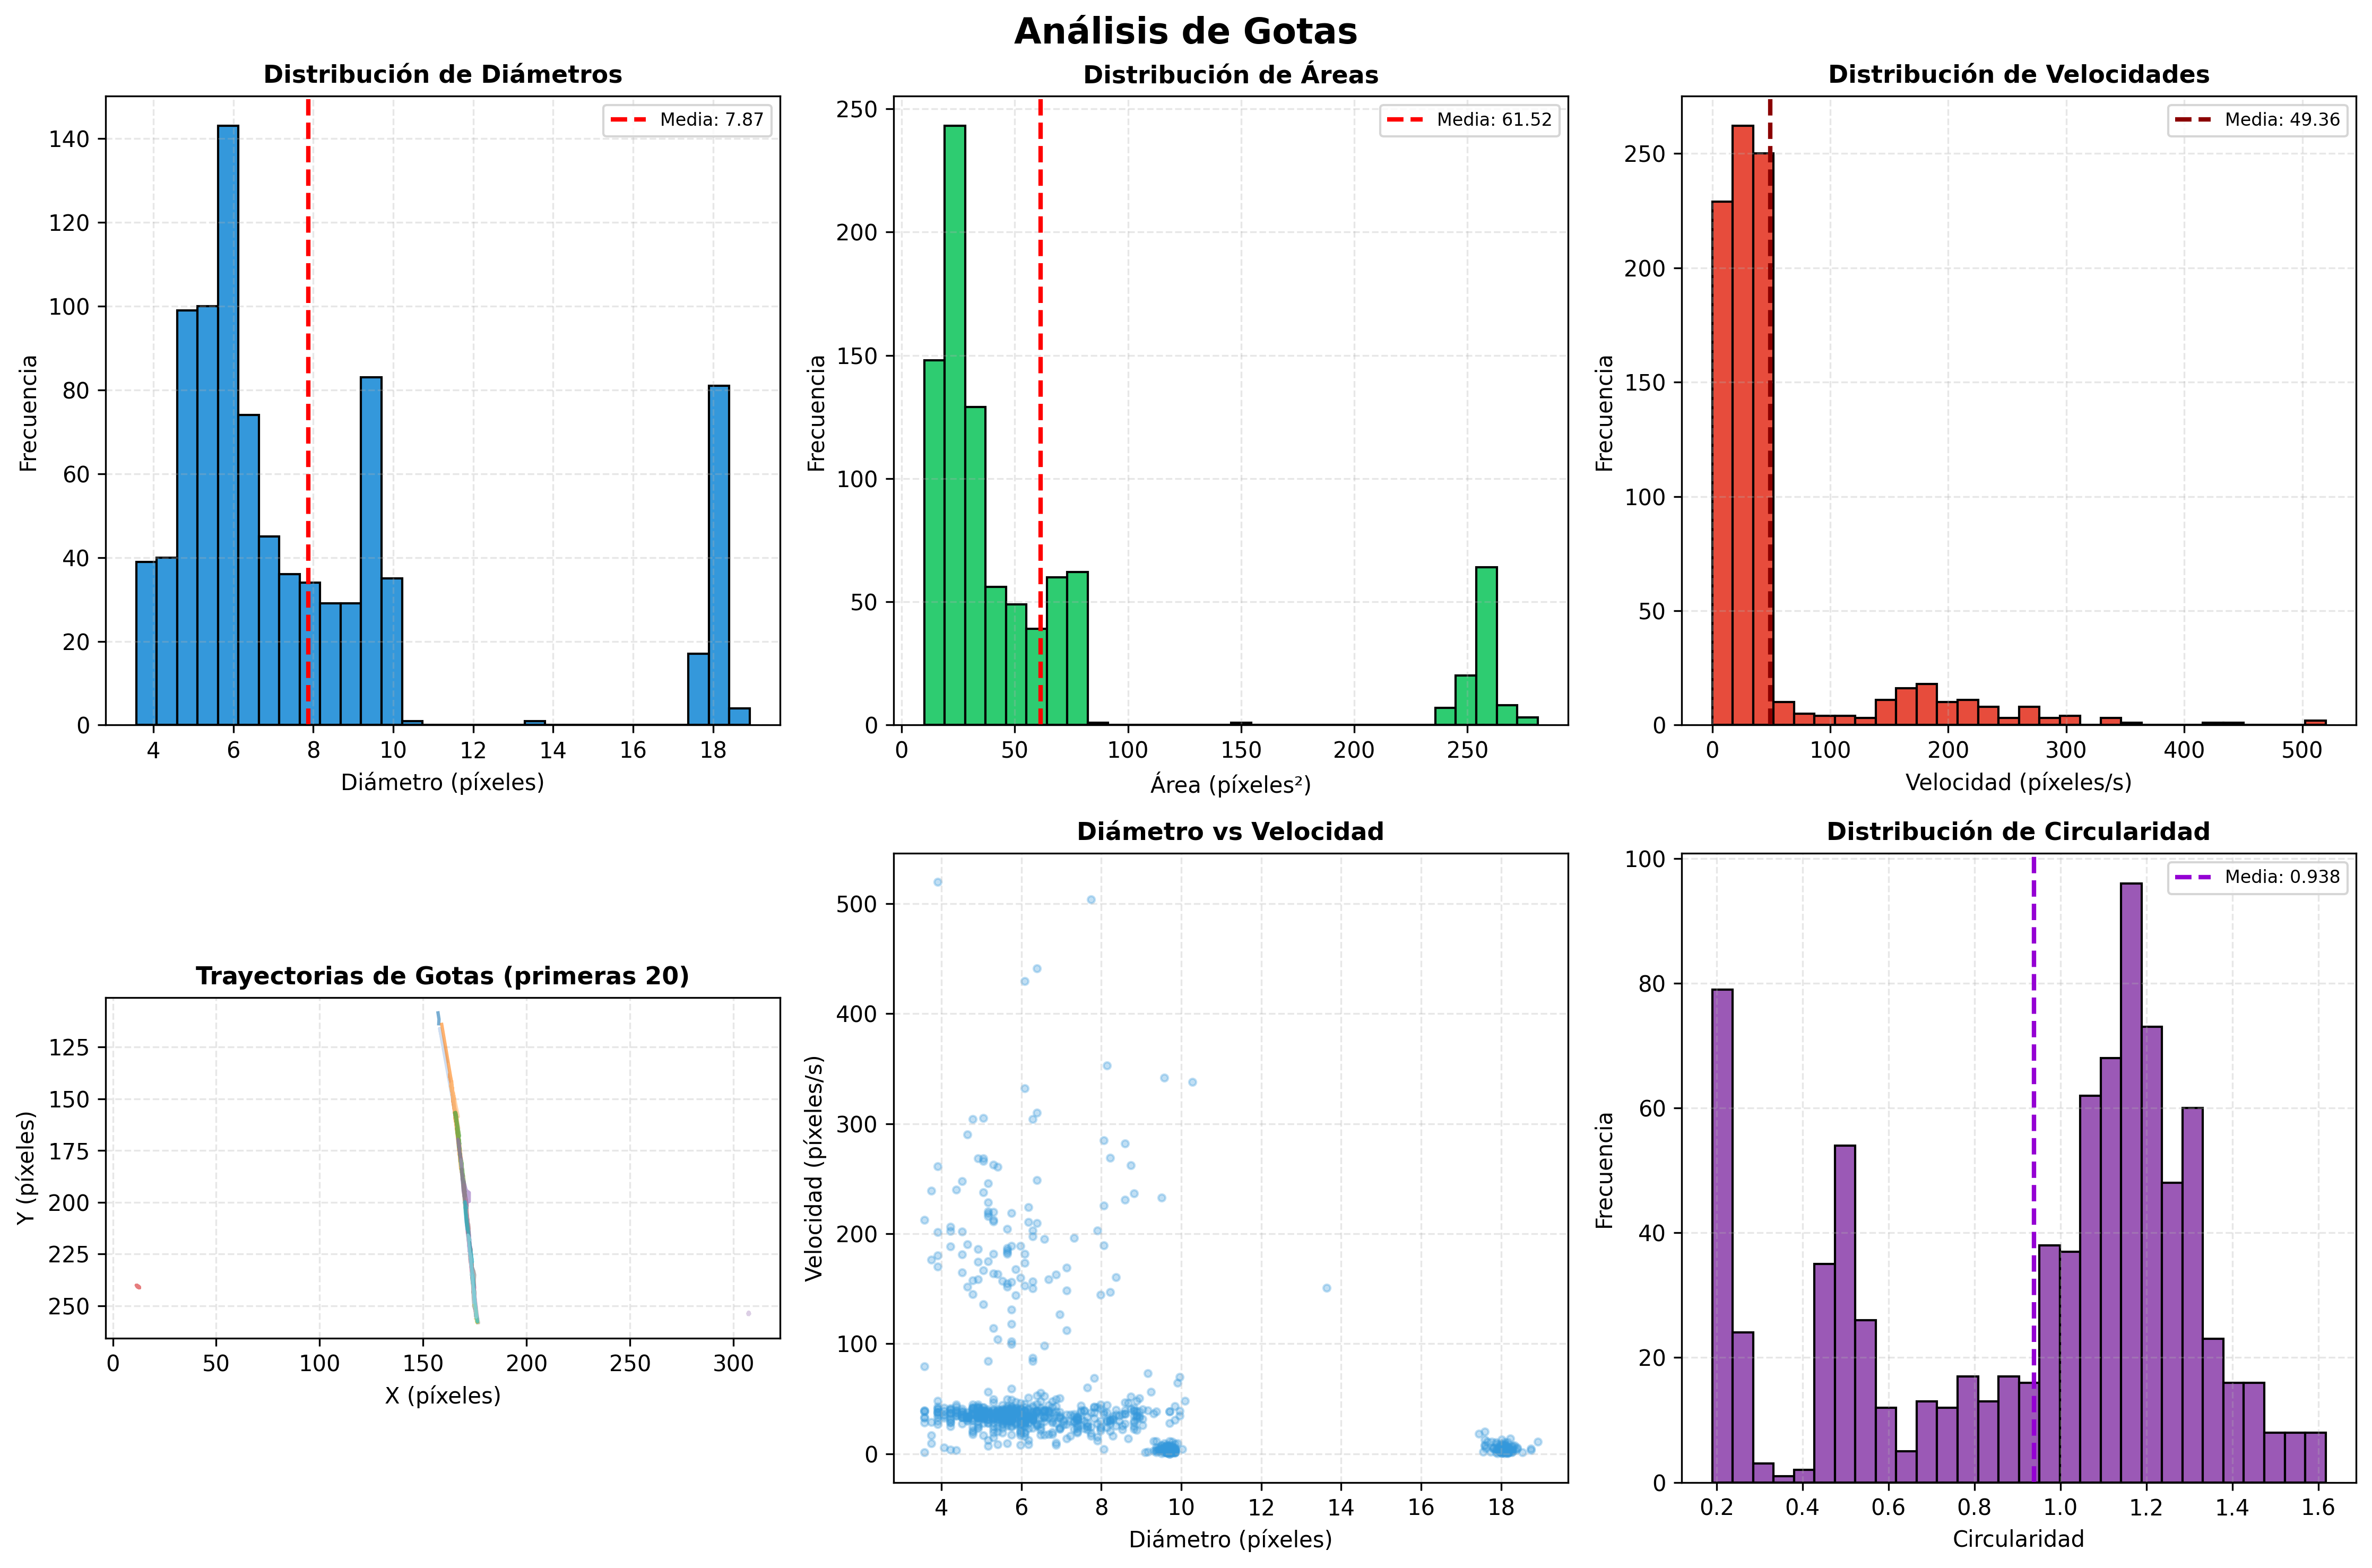 Análisis de Gotas
Distribución de Diámetros
Media: 7.87
Frecuencia
140
120
100
80
60
40
20
0
4 6 8 10 12 14 16 18
Diámetro (píxeles)
Distribución de Áreas
Media: 61.52
Frecuencia
250
200
150
100
50
0
0 50 100 150 200 250
Área (píxeles²)
Distribución de Velocidades
Media: 49.36
Frecuencia
250
200
150
100
50
0
0 100 200 300 400 500
Velocidad (píxeles/s)
Trayectorias de Gotas (primeras 20)
Y (píxeles)
125
150
175
200
225
250
0 50 100 150 200 250 300
X (píxeles)
Diámetro vs Velocidad
Velocidad (píxeles/s)
500
400
300
200
100
0
4 6 8 10 12 14 16 18
Diámetro (píxeles)
Distribución de Circularidad
Media: 0.938
Frecuencia
100
80
60
40
20
0
0.2 0.4 0.6 0.8 1.0 1.2 1.4 1.6
Circularidad